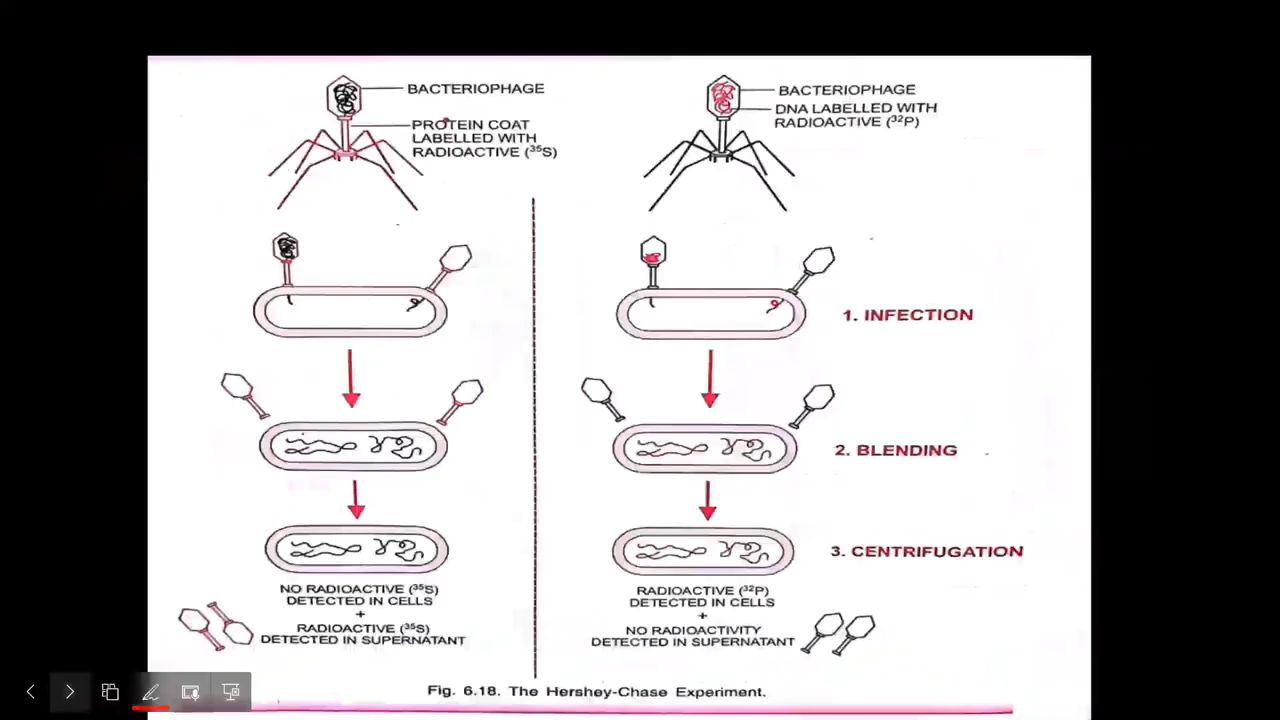 BACTERIOPHAGE
PROTEIN COAT
LABELLED WITH
RADIOACTIVE (³⁵S)
BACTERIOPHAGE
DNA LABELLED WITH
RADIOACTIVE (³²P)
1. INFECTION
2. BLENDING
3. CENTRIFUGATION
NO RADIOACTIVE (³⁵S)
DETECTED IN CELLS
+
RADIOACTIVE (³⁵S)
DETECTED IN SUPERNATANT
RADIOACTIVE (³²P)
DETECTED IN CELLS
+
NO RADIOACTIVITY
DETECTED IN SUPERNATANT
Fig. 6.18. The Hershey-Chase Experiment.